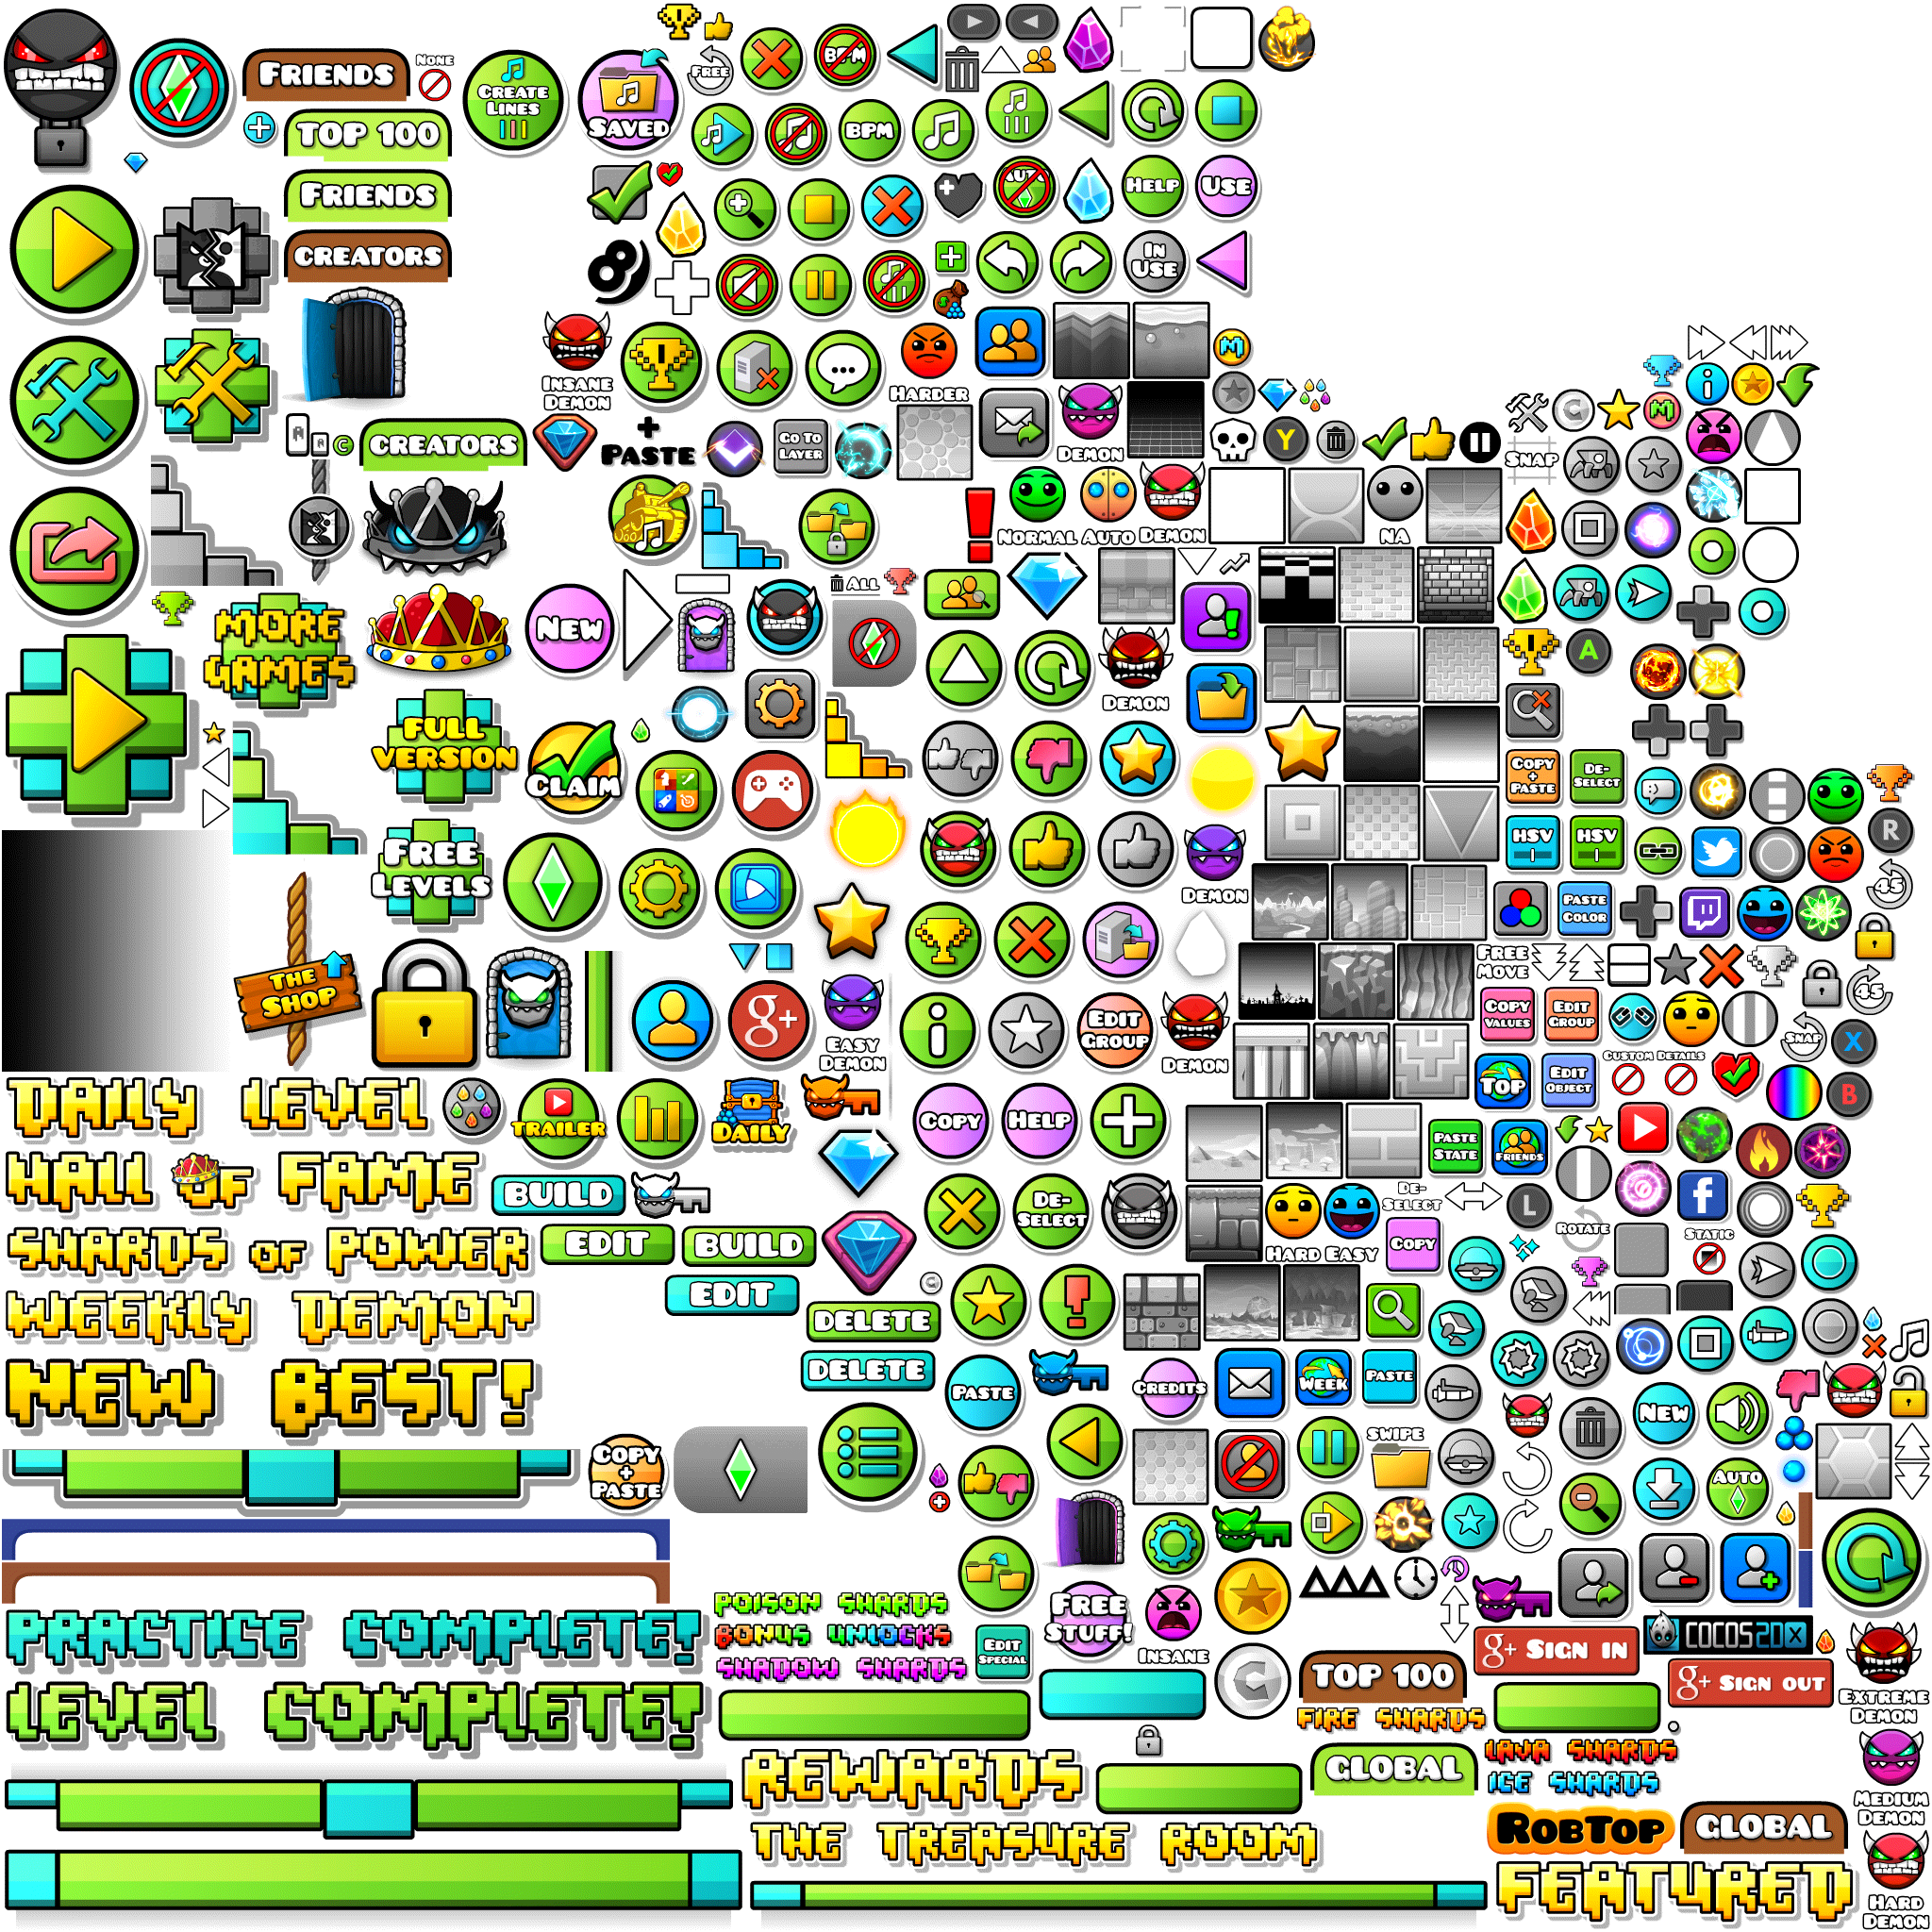 FRIENDS
NONE
TOP 100
FRIENDS
CREATORS
CREATE
LINES
SAVED
FREE
BPM
BPM
AUTO
HELP
USE
IN
USE
INSANE
DEMON
HARDER
+
PASTE
GO TO
LAYER
CREATORS
DEMON
NORMAL
AUTO
DEMON
NA
SNAP
Y
ALL
MORE
GAMES
NEW
DEMON
A
FULL
VERSION
CLAIM
COPY
+
PASTE
DE-
SELECT
HSV
HSV
R
45
FREE
LEVELS
DEMON
PASTE
COLOR
THE
SHOP
FREE
MOVE
45
g+
EASY
DEMON
EDIT
GROUP
DEMON
COPY
VALUES
EDIT
GROUP
SNAP
X
CUSTOM
DETAILS
TOP
EDIT
OBJECT
B
DAILY LEVEL
TRAILER
DAILY
COPY
HELP
PASTE
STATE
FRIENDS
HALL OF FAME
BUILD
DE-
SELECT
DE-
SELECT
L
ROTATE
STATIC
SHARDS OF POWER
EDIT
BUILD
HARD
EASY
COPY
WEEKLY DEMON
EDIT
DELETE
DELETE
NEW BEST!
PASTE
CREDITS
WEEK
PASTE
NEW
SWIPE
COPY
+
PASTE
AUTO
PRACTICE COMPLETE!
POISON SHARDS
BONUS UNLOCKS
SHADOW SHARDS
EDIT
SPECIAL
FREE
STUFF!
INSANE
COCOS2DX
g+ SIGN IN
g+ SIGN OUT
TOP 100
FIRE SHARDS
EXTREME
DEMON
LEVEL COMPLETE!
LAVA SHARDS
ICE SHARDS
REWARDS
GLOBAL
MEDIUM
DEMON
THE TREASURE ROOM
ROBTOP
GLOBAL
FEATURED
HARD
DEMON